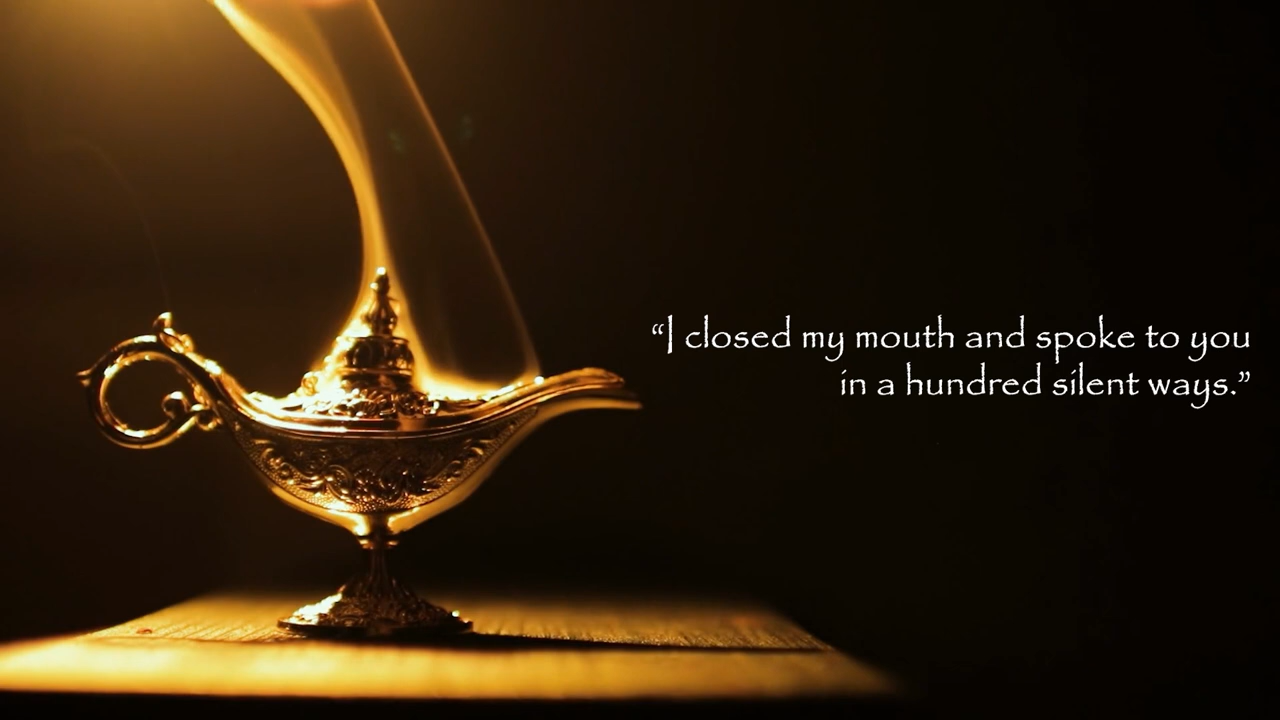 “I closed my mouth and spoke to you
in a hundred silent ways.”